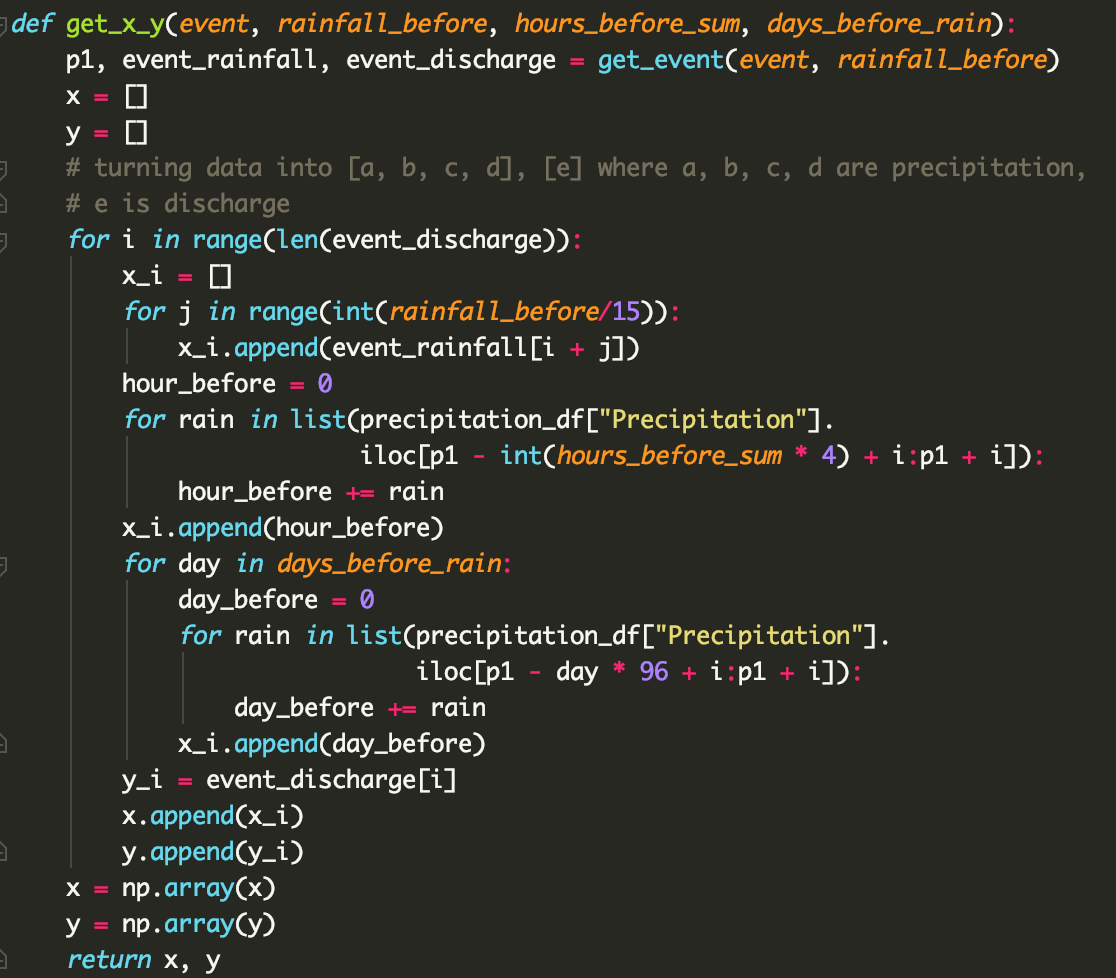 def get_x_y(event, rainfall_before, hours_before_sum, days_before_rain):
    p1, event_rainfall, event_discharge = get_event(event, rainfall_before)
    x = []
    y = []
    # turning data into [a, b, c, d], [e] where a, b, c, d are precipitation,
    # e is discharge
    for i in range(len(event_discharge)):
        x_i = []
        for j in range(int(rainfall_before/15)):
            x_i.append(event_rainfall[i + j])
        hour_before = 0
        for rain in list(precipitation_df["Precipitation"].
                         iloc[p1 - int(hours_before_sum * 4) + i:p1 + i]):
            hour_before += rain
        x_i.append(hour_before)
        for day in days_before_rain:
            day_before = 0
            for rain in list(precipitation_df["Precipitation"].
                             iloc[p1 - day * 96 + i:p1 + i]):
                day_before += rain
            x_i.append(day_before)
        y_i = event_discharge[i]
        x.append(x_i)
        y.append(y_i)
    x = np.array(x)
    y = np.array(y)
    return x, y